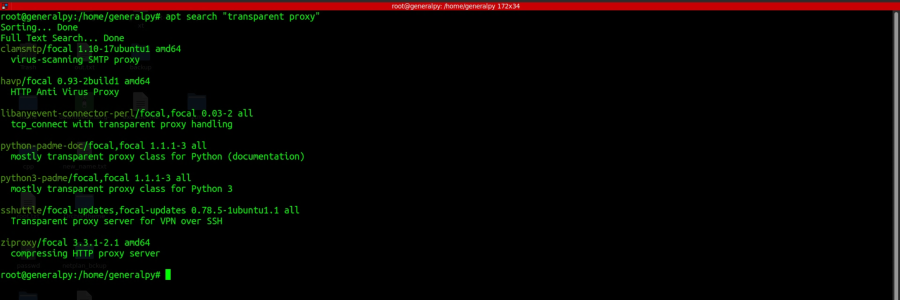 root@generalpy: /home/generalpy 172x34
root@generalpy:/home/generalpy# apt search "transparent proxy"
Sorting... Done
Full Text Search... Done
clamsmtp/focal 1.10-17ubuntu1 amd64
  virus-scanning SMTP proxy

havp/focal 0.93-2build1 amd64
  HTTP Anti Virus Proxy

libanyevent-connector-perl/focal,focal 0.03-2 all
  tcp_connect with transparent proxy handling

python-padme-doc/focal,focal 1.1.1-3 all
  mostly transparent proxy class for Python (documentation)

python3-padme/focal,focal 1.1.1-3 all
  mostly transparent proxy class for Python 3

sshuttle/focal-updates,focal-updates 0.78.5-1ubuntu1.1 all
  Transparent proxy server for VPN over SSH

ziproxy/focal 3.3.1-2.1 amd64
  compressing HTTP proxy server

root@generalpy:/home/generalpy#